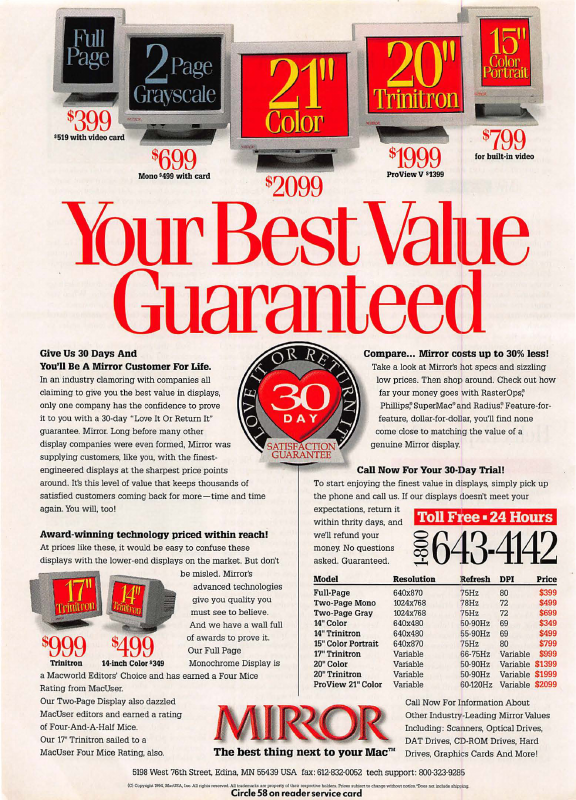 Full
Page
2 Page
Grayscale
21"
Color
20"
Trinitron
15"
Color
Portrait
$399
$519 with video card
$699
Mono $499 with card
$2099
$1999
ProView V $1399
$799
for built-in video
Your Best Value
Guaranteed
Give Us 30 Days And
You'll Be A Mirror Customer For Life.
In an industry clamoring with companies all
claiming to give you the best value in displays,
only one company has the confidence to prove
it to you with a 30-day "Love It Or Return It"
guarantee. Mirror. Long before many other
display companies were even formed, Mirror was
supplying customers, like you, with the finest-
engineered displays at the sharpest price points
around. It's this level of value that keeps thousands of
satisfied customers coming back for more—time and time
again. You will, too!
Award-winning technology priced within reach!
At prices like these, it would be easy to confuse these
displays with the lower-end displays on the market. But don't
be misled. Mirror's
advanced technologies
give you quality you
must see to believe.
And we have a wall full
of awards to prove it.
Our Full Page
Monochrome Display is
a Macworld Editors' Choice and has earned a Four Mice
Rating from MacUser.
Our Two-Page Display also dazzled
MacUser editors and earned a rating
of Four-And-A-Half Mice.
Our 17" Trinitron sailed to a
MacUser Four Mice Rating, also.
17"
Trinitron
14"
Trinitron
$999
Trinitron
$499
14-inch Color $349
LOVE IT OR RETURN IT
30
DAY
SATISFACTION
GUARANTEE
Compare... Mirror costs up to 30% less!
Take a look at Mirror's hot specs and sizzling
low prices. Then shop around. Check out how
far your money goes with RasterOps,®
Phillips,® SuperMac® and Radius.® Feature-for-
feature, dollar-for-dollar, you'll find none
come close to matching the value of a
genuine Mirror display.
Call Now For Your 30-Day Trial!
To start enjoying the finest value in displays, simply pick up
the phone and call us. If our displays doesn't meet your
expectations, return it
within thrity days, and
we'll refund your
money. No questions
asked. Guaranteed.
Toll Free ▪ 24 Hours
1-800 643-4142
Model Resolution Refresh DPI Price
Full-Page 640x870 75Hz 80 $399
Two-Page Mono 1024x768 78Hz 72 $499
Two-Page Gray 1024x768 75Hz 72 $699
14" Color 640x480 50-90Hz 69 $349
14" Trinitron 640x480 55-90Hz 69 $499
15" Color Portrait 640x870 75Hz 80 $799
17" Trinitron Variable 66-75Hz Variable $999
20" Color Variable 50-90Hz Variable $1399
20" Trinitron Variable 50-90Hz Variable $1999
ProView 21" Color Variable 60-120Hz Variable $2099
MIRROR
The best thing next to your Mac™
Call Now For Information About
Other Industry-Leading Mirror Values
Including: Scanners, Optical Drives,
DAT Drives, CD-ROM Drives, Hard
Drives, Graphics Cards And More!
5198 West 76th Street, Edina, MN 55439 USA fax: 612-832-0052 tech support: 800-323-9285
Circle 58 on reader service card